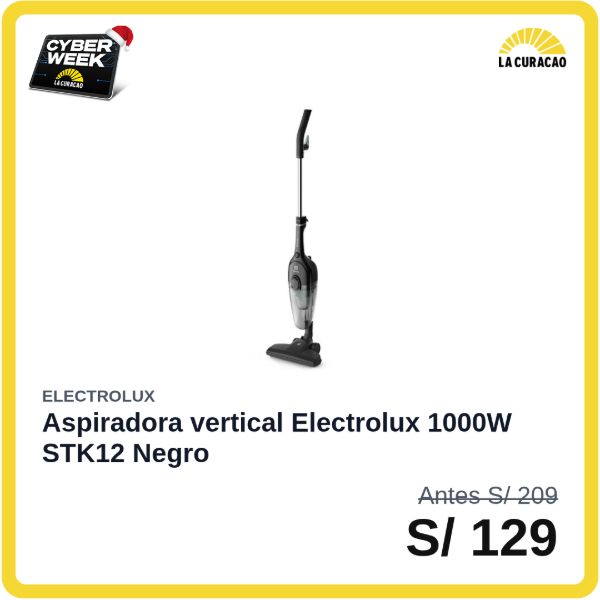 CYBER
WEEK
LA CURACAO
LA CURACAO
ELECTROLUX
Aspiradora vertical Electrolux 1000W
STK12 Negro
Antes S/ 209
S/ 129